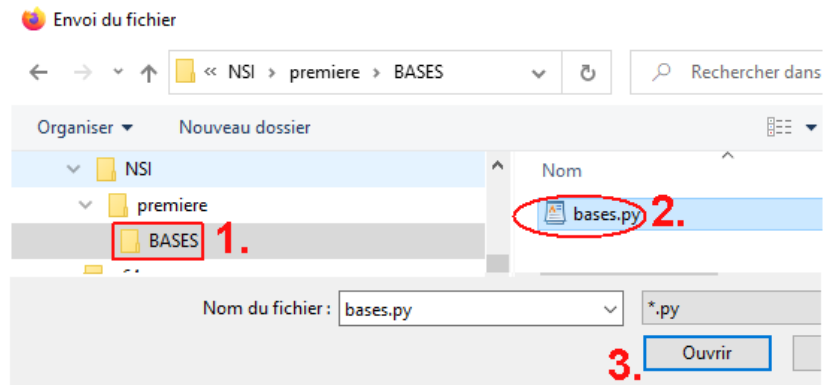 Envoi du fichier
« NSI > premiere > BASES
Rechercher dans
Organiser
Nouveau dossier
NSI
Nom
premiere
bases.py 2.
BASES 1.
Nom du fichier : bases.py
*.py
3. Ouvrir